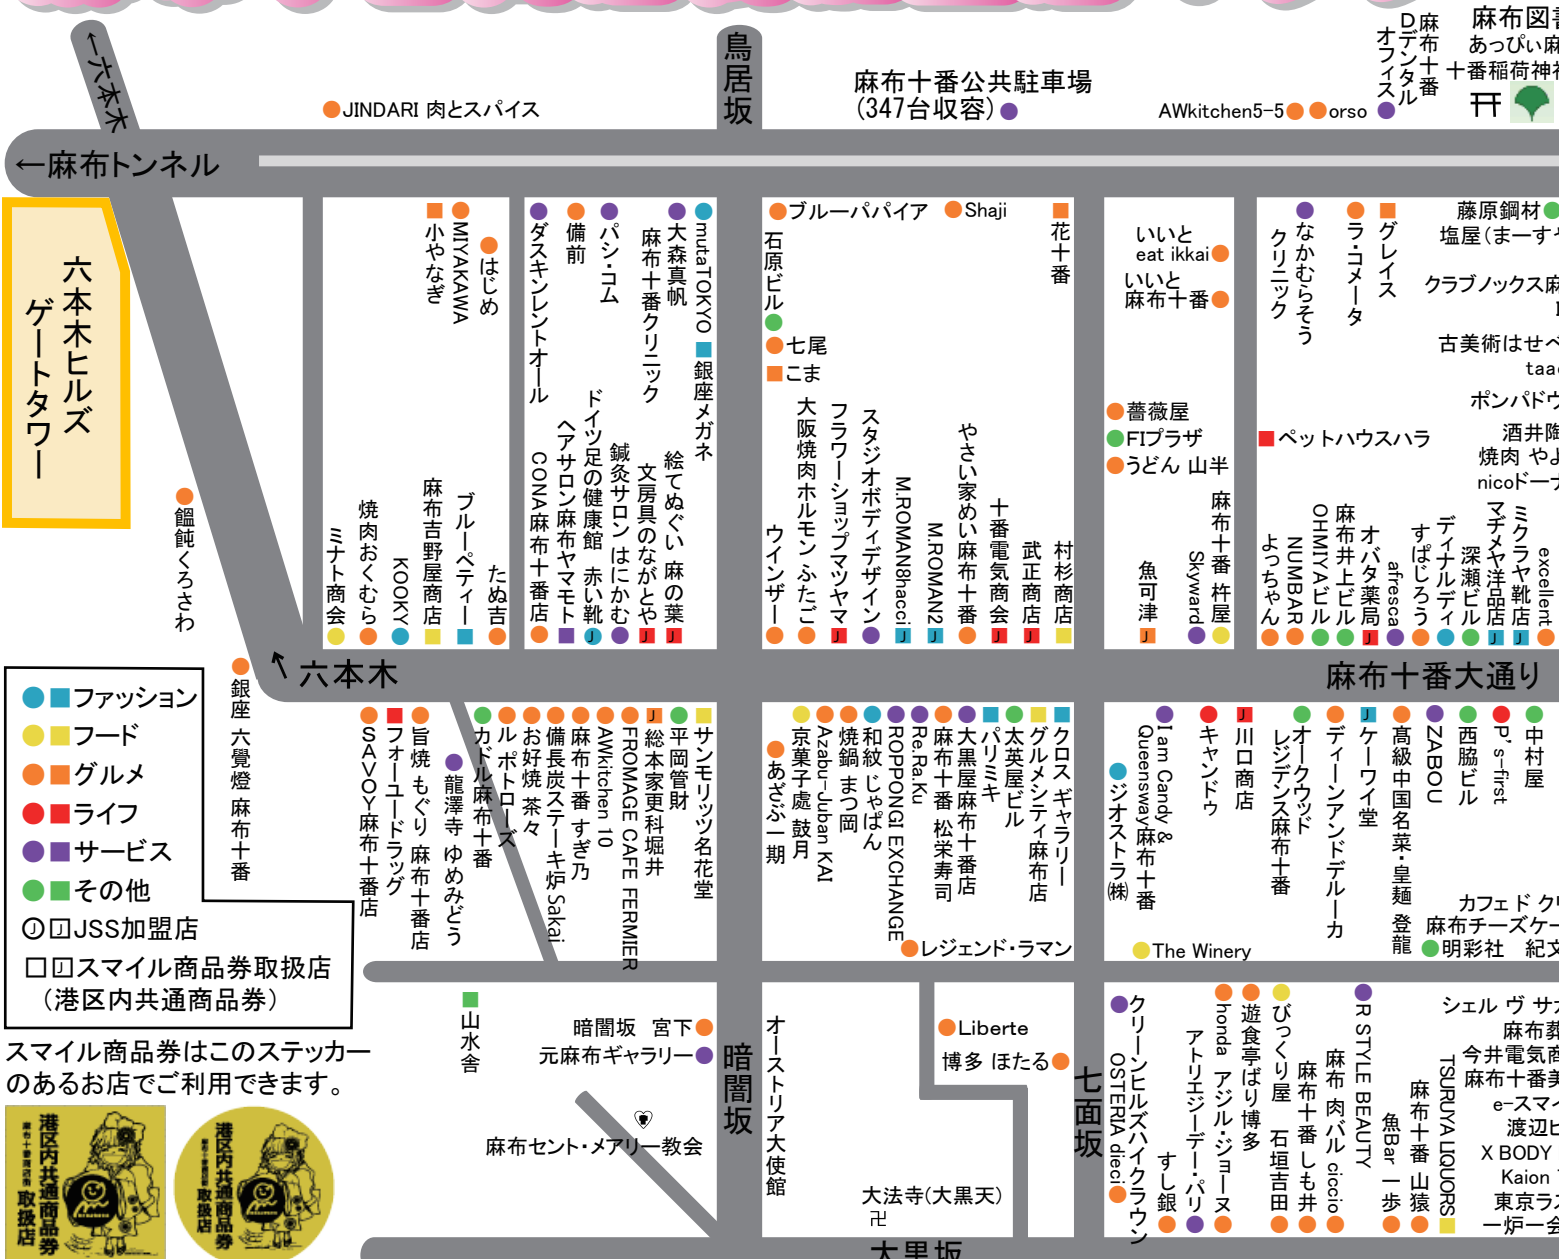 ←六本木
鳥居坂
麻布十番公共駐車場
(347台収容)
JINDARI 肉とスパイス
AWkitchen5-5
orso
麻布十番
Dデンタル
オフィス
麻布図書
あっぴぃ麻
十番稲荷神社
←麻布トンネル
六本木ヒルズ
ゲートタワー
小やなぎ
MIYAKAWA
はじめ
ダスキンレントオール
備前
パシ・コム
麻布十番クリニック
大森真帆
mutaTOKYO
銀座メガネ
ブルーパパイア
Shaji
花十番
石原ビル
七尾
こま
いいと
eat ikkai
いいと
麻布十番
なかむらそう
クリニック
ラ・コメータ
グレイス
藤原鋼材
塩屋(まーすや
クラブノックス麻
古美術はせべ
taac
ポンパドウ
酒井陶
焼肉 やよ
nicoドーナ
薔薇屋
FIプラザ
うどん 山半
ペットハウスハラ
饂飩くろさわ
ミナト商会
焼肉おくむら
KOOKY
麻布吉野屋商店
ブルーペティー
たぬ吉
CONA麻布十番店
ヘアサロン麻布ヤマモト
ドイツ足の健康館 赤い靴
鍼灸サロン はにかむ
文房具のながとや
絵てぬぐい 麻の葉
ウインザー
大阪焼肉ホルモン ふたご
フラワーショップマツヤマ
スタジオボディデザイン
M.ROMAN8hacci
M.ROMAN2
やさい家めい 麻布十番
十番電気商会
武正商店
村杉商店
魚可津
Skyward
麻布十番 杵屋
よっちゃん
NUMBAR
OHMIYAビル
麻布井上ビル
オバタ薬局
afresca
すぱじろう
ディナルディ
深瀬ビル
マチメヤ洋品店
ミクラヤ靴店
excellent
↑ 六本木
麻布十番大通り
銀座 六覺燈 麻布十番
ファッション
フード
グルメ
ライフ
サービス
その他
JJJSS加盟店
Jスマイル商品券取扱店
(港区内共通商品券)
スマイル商品券はこのステッカー
のあるお店でご利用できます。
港区内共通商品券
麻布十番商店街
取扱店
港区内共通商品券
麻布十番商店街
取扱店
SAVOY麻布十番店
フォーユードラッグ
旨焼 もぐり 麻布十番店
龍澤寺 ゆめみどう
カドル麻布十番
ル ポトローズ
お好焼 茶々
備長炭ステーキ炉 Sakai
麻布十番 すぎ乃
AWkitchen 10
FROMAGE CAFE FERMIER
総本家更科堀井
平岡管財
サンモリッツ名花堂
あざぶ一期
京菓子處 鼓月
Azabu-Juban KAI
焼鍋 まつ岡
和紋 じゃぱん
ROPPONGI EXCHANGE
Re.Ra.Ku
麻布十番 松栄寿司
大黒屋麻布十番店
パリミキ
太英屋ビル
グルメシティ麻布店
クロス ギャラリー
レジェンド・ラマン
ジオストラ㈱
I am Candy &
Queensway麻布十番
キャンドゥ
川口商店
オークウッド
レジデンス麻布十番
ディーンアンドデルーカ
ケーワイ堂
高級中国名菜・皇麺 登龍
ZABOU
西脇ビル
P's-first
中村屋
The Winery
カフェド クリ
麻布チーズケー
明彩社 紀文
山水舎
暗闇坂 宮下
元麻布ギャラリー
暗闇坂
麻布セント・メアリー教会
オーストリア大使館
Liberte
博多 ほたる
大法寺(大黒天)
卍
大黒坂
七面坂
クリーンヒルズハイクラウン
OSTERIA dieci
すし銀
アトリエジーデー・パリ
honda アジル・ジョーヌ
遊食亭ばり博多
びっくり屋
石垣吉田
麻布十番 しも井
麻布 肉バル ciccio
R STYLE BEAUTY
魚Bar 一歩
麻布十番 山猿
TSURUYA LIQUORS
シェル ヴ サカ
麻布葬
今井電気商
麻布十番美
e-スマイ
渡辺ビ
X BODY
Kaion
東京ラス
一炉一会